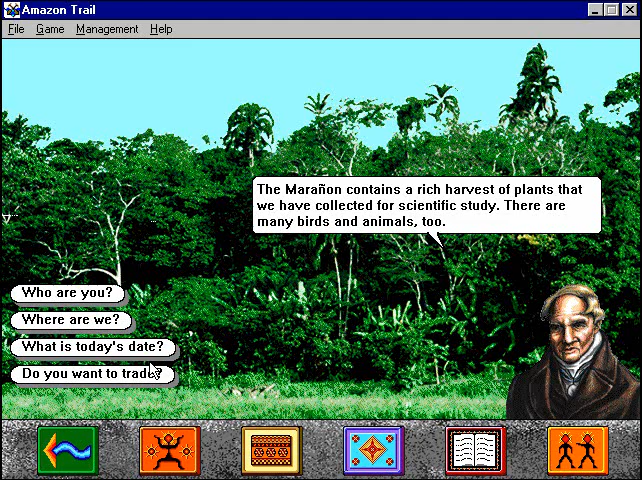 Amazon Trail
File Game Management Help
The Marañon contains a rich harvest of plants that
we have collected for scientific study. There are
many birds and animals, too.
Who are you?
Where are we?
What is today's date?
Do you want to trade?